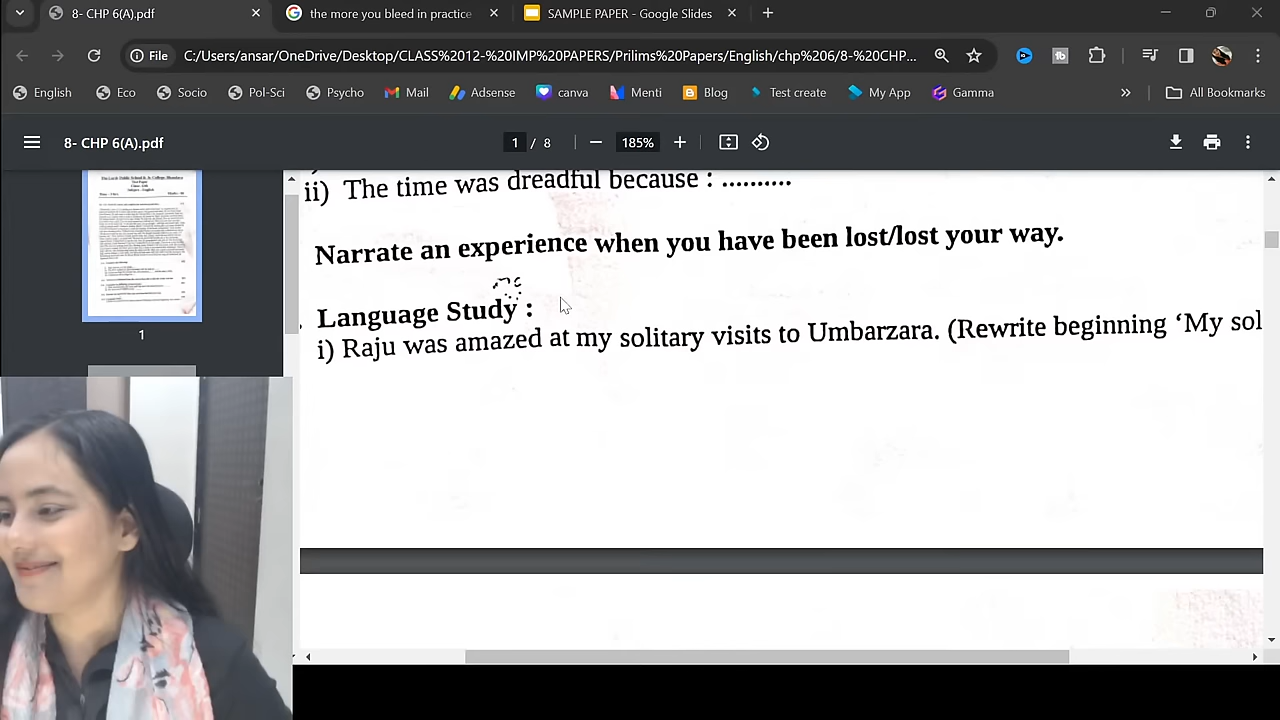 8- CHP 6(A).pdf
the more you bleed in practice
SAMPLE PAPER - Google Slides
File
C:/Users/ansar/OneDrive/Desktop/CLASS%2012-%20IMP%20PAPERS/Prilims%20Papers/English/chp%206/8-%20CHP...
English
Eco
Socio
Pol-Sci
Psycho
Mail
Adsense
canva
Menti
Blog
Test create
My App
Gamma
All Bookmarks
8- CHP 6(A).pdf
1 / 8
185%
ii) The time was dreadful because : ..........
Narrate an experience when you have been lost/lost your way.
Language Study :
i) Raju was amazed at my solitary visits to Umbarzara. (Rewrite beginning ‘My sol
1